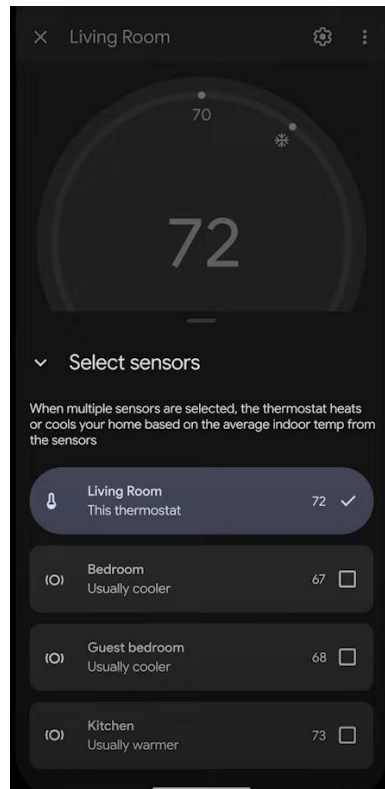 Living Room
70
72
Select sensors
When multiple sensors are selected, the thermostat heats
or cools your home based on the average indoor temp from
the sensors
Living Room
This thermostat
72
Bedroom
Usually cooler
67
Guest bedroom
Usually cooler
68
Kitchen
Usually warmer
73